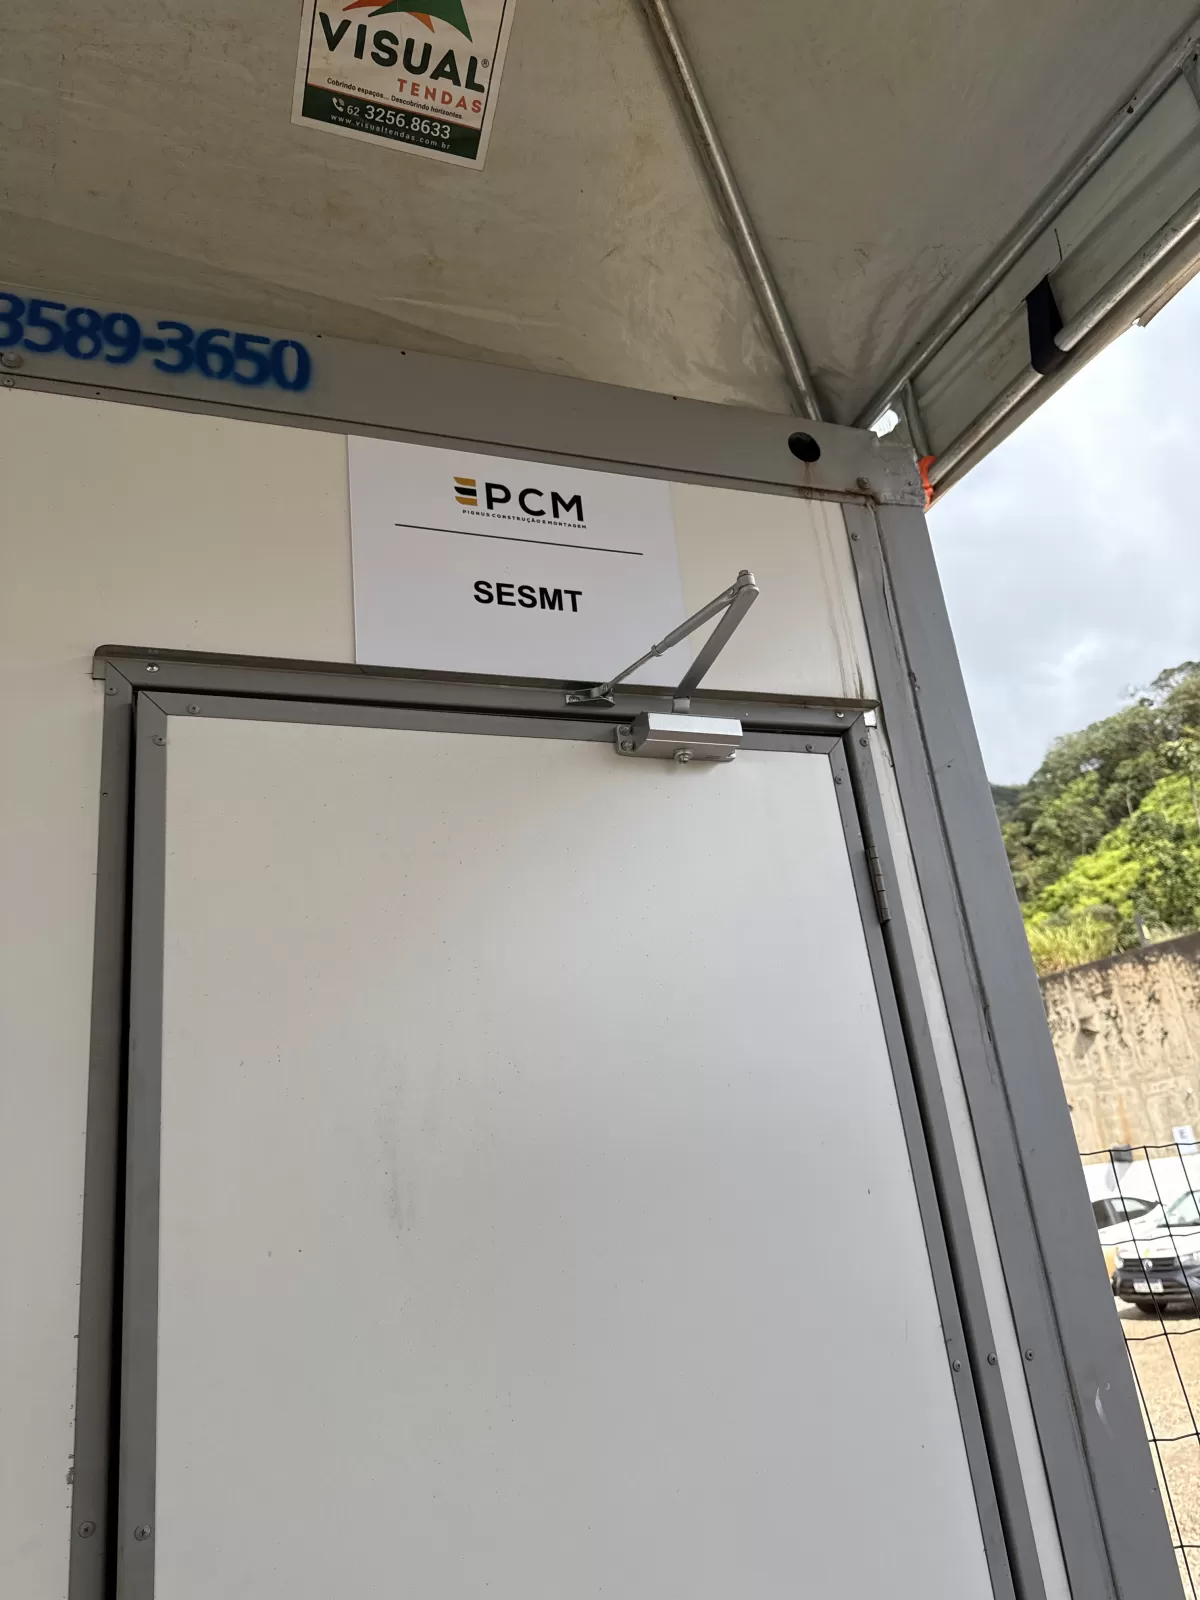 VISUAL®
TENDAS
Cobrindo espaços... Descobrindo horizontes
62 3256.8633
www.visualtendas.com.br
3589-3650
PCM
PIGNUS CONSTRUÇÃO E MONTAGEM
SESMT